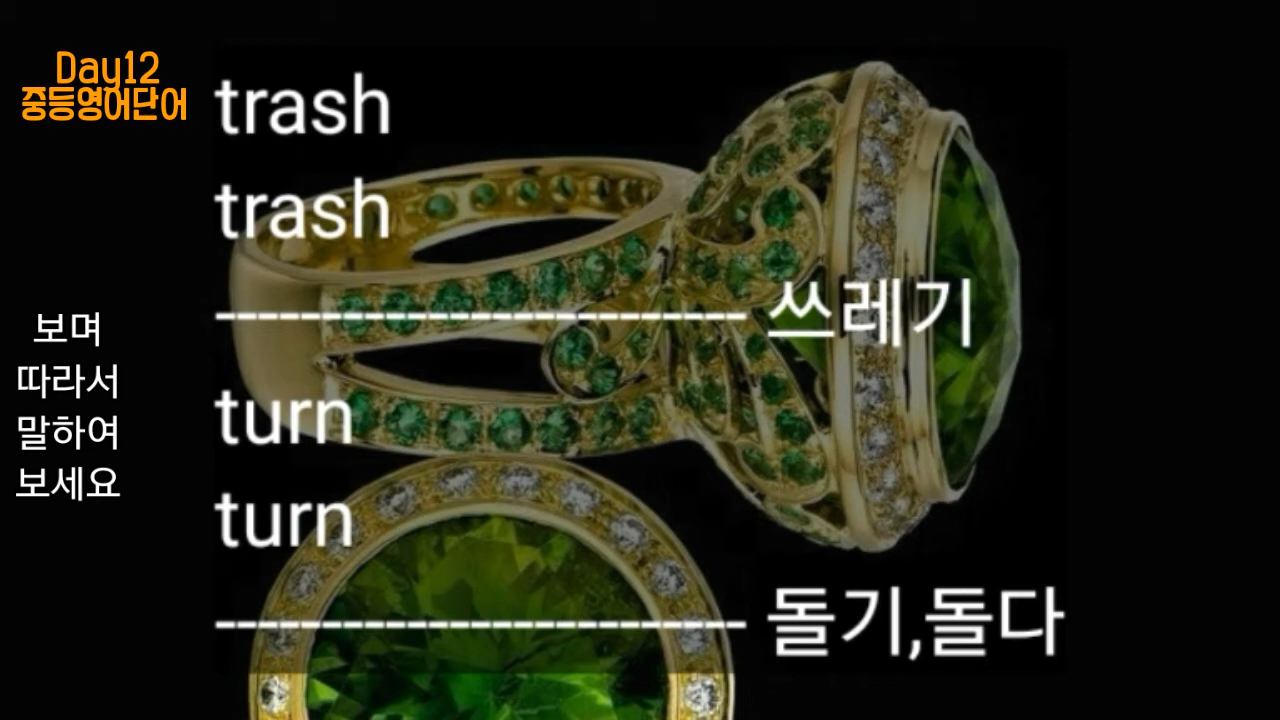 Day12
중등영어단어
보며
따라서
말하여
보세요
trash
trash
------------------------- 쓰레기
turn
turn
------------------------- 돌기,돌다